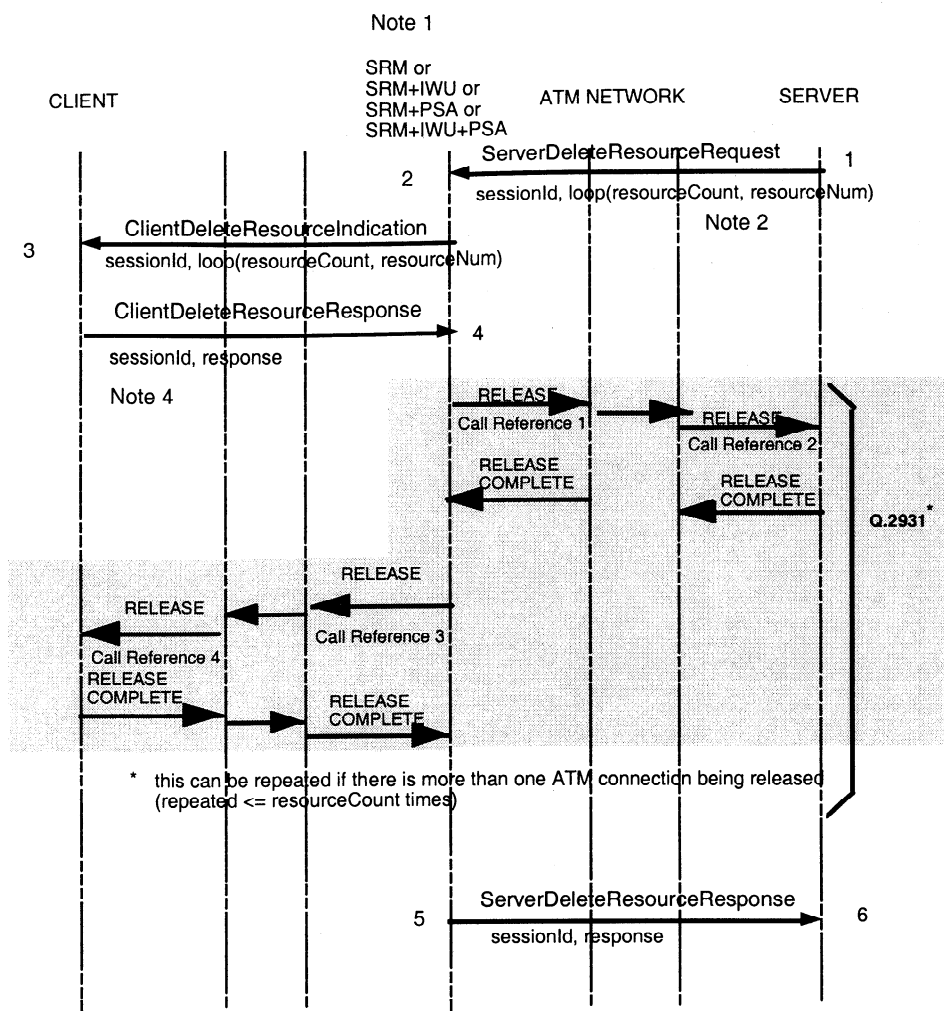 Note 1
SRM or
SRM+IWU or
SRM+PSA or
SRM+IWU+PSA
CLIENT
ATM NETWORK
SERVER
ServerDeleteResourceRequest
1
2
sessionId, loop(resourceCount, resourceNum)
Note 2
ClientDeleteResourceIndication
3
sessionId, loop(resourceCount, resourceNum)
ClientDeleteResourceResponse
4
sessionId, response
Note 4
RELEASE
Call Reference 1
RELEASE
Call Reference 2
RELEASE
COMPLETE
RELEASE
COMPLETE
Q.2931*
RELEASE
Call Reference 3
RELEASE
Call Reference 4
RELEASE
COMPLETE
RELEASE
COMPLETE
* this can be repeated if there is more than one ATM connection being released
(repeated <= resourceCount times)
ServerDeleteResourceResponse
5
6
sessionId, response